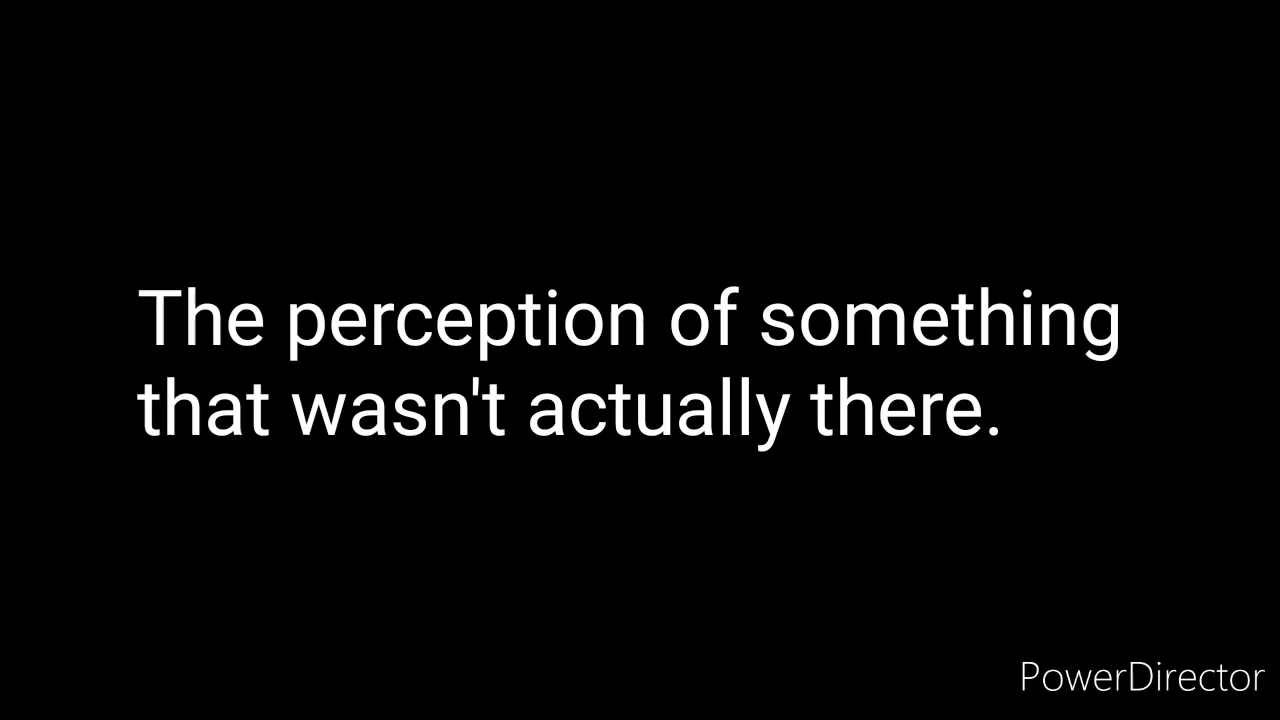 The perception of something
that wasn't actually there.
PowerDirector